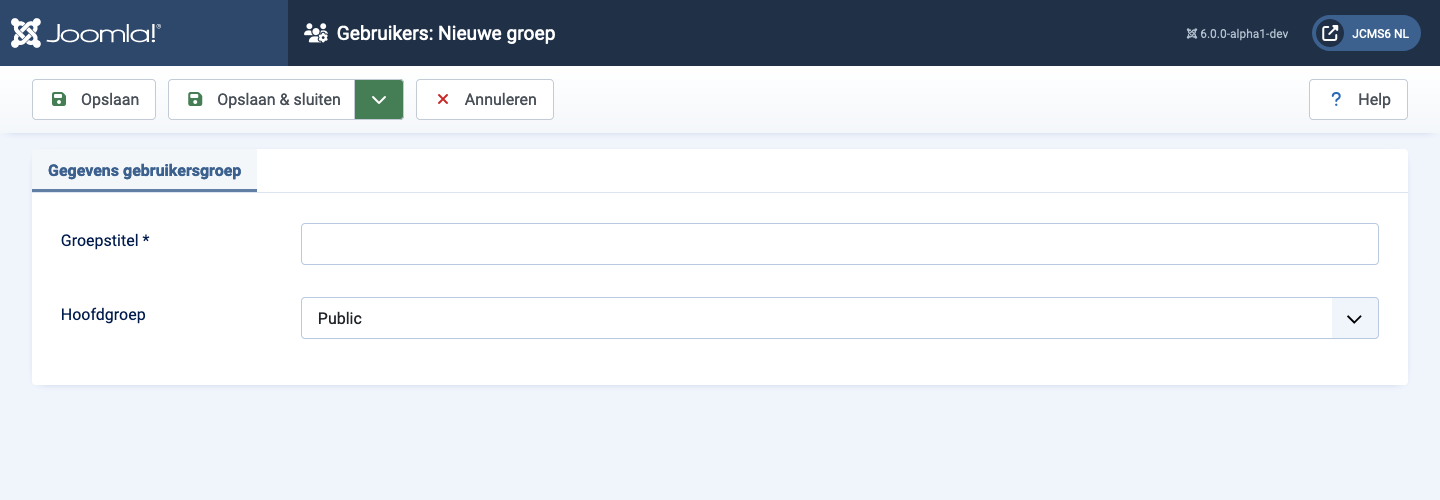 Joomla!®
Gebruikers: Nieuwe groep
6.0.0-alpha1-dev
JCMS6 NL
Opslaan
Opslaan & sluiten
Annuleren
? Help
Gegevens gebruikersgroep
Groepstitel *
Hoofdgroep
Public